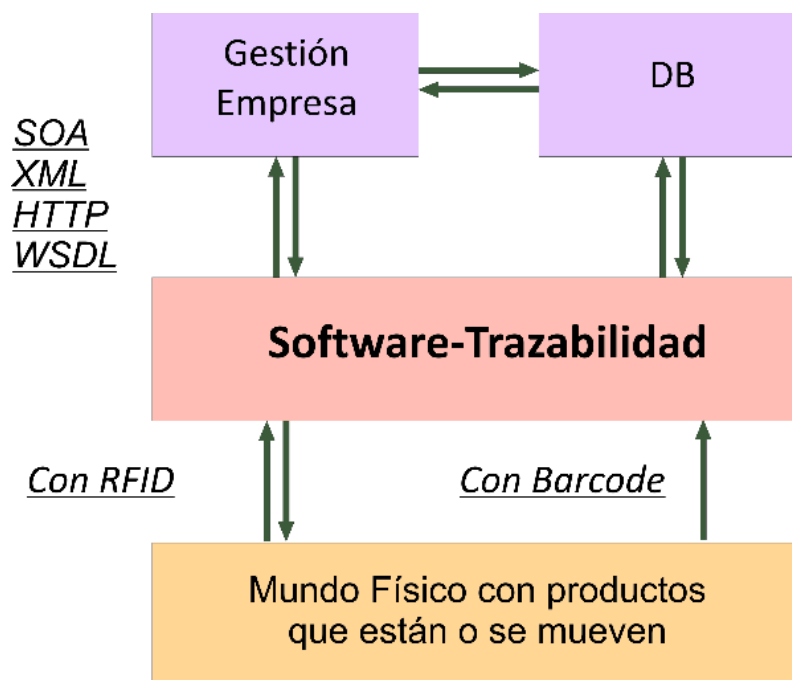 Gestión
Empresa
DB
SOA
XML
HTTP
WSDL
Software-Trazabilidad
Con RFID
Con Barcode
Mundo Físico con productos
que están o se mueven